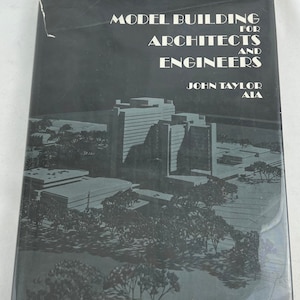 MODEL BUILDING
FOR
ARCHITECTS
AND
ENGINEERS
JOHN TAYLOR
AIA